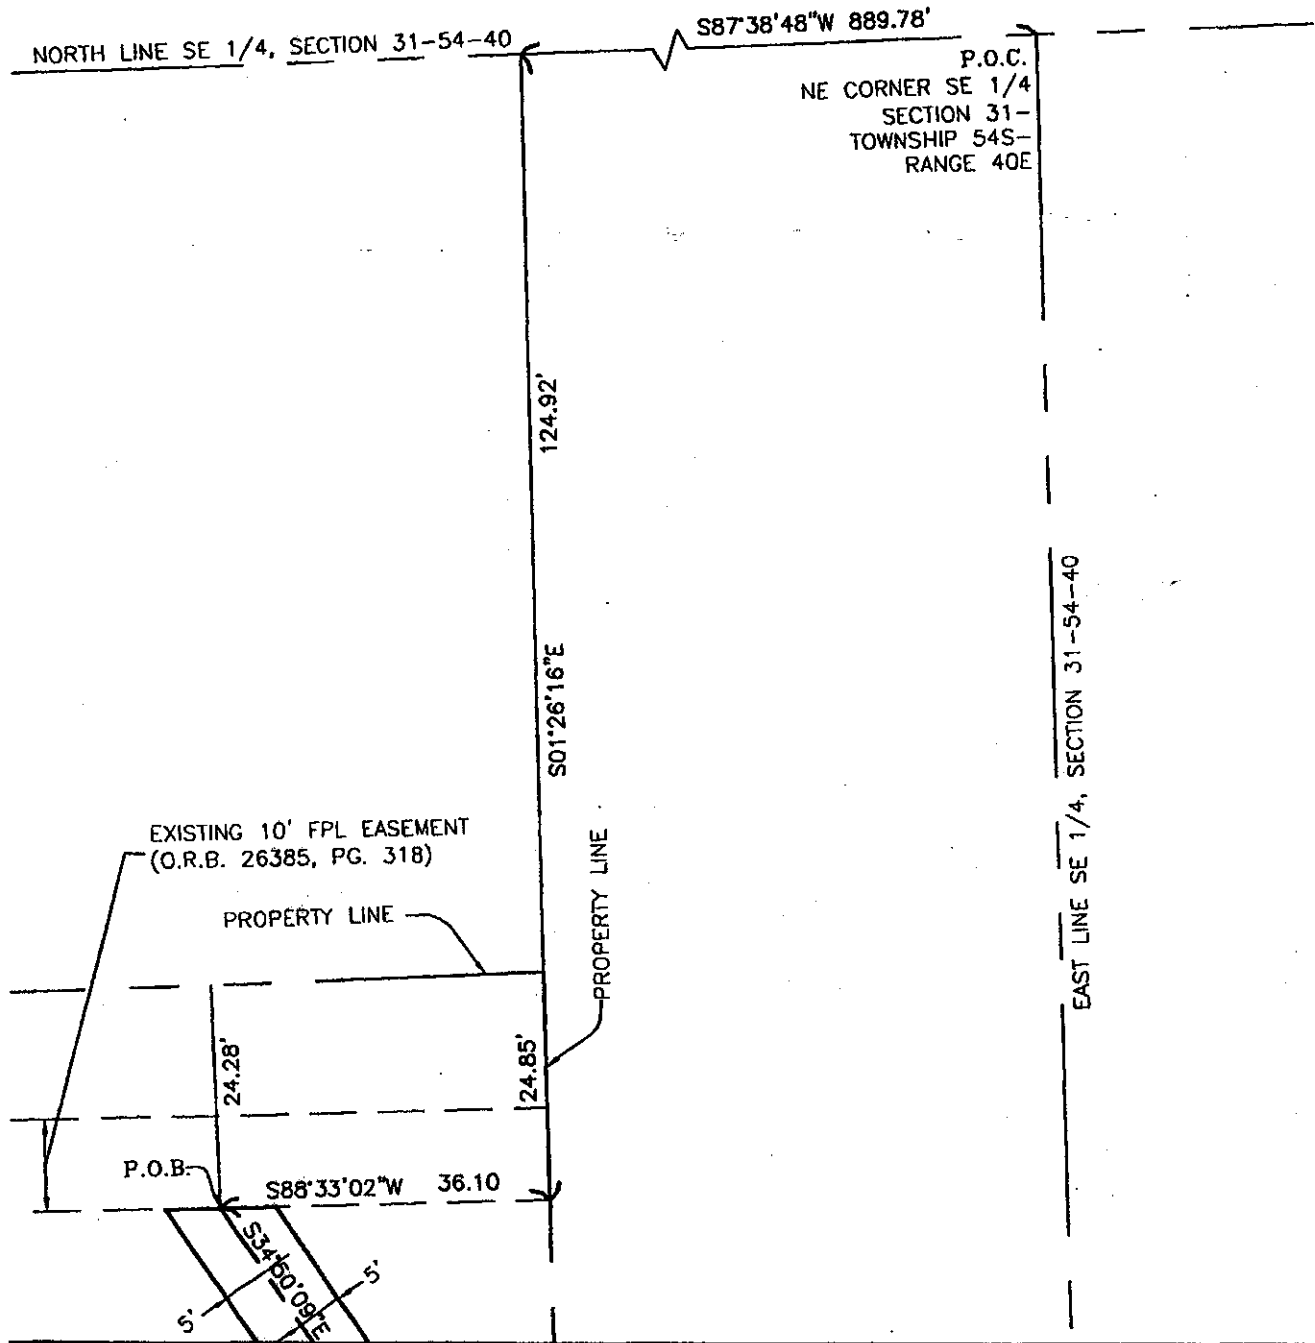 S87°38'48"W 889.78'
NORTH LINE SE 1/4, SECTION 31-54-40
P.O.C.
NE CORNER SE 1/4
SECTION 31-
TOWNSHIP 54S-
RANGE 40E
124.92'
S01°26'16"E
EAST LINE SE 1/4, SECTION 31-54-40
EXISTING 10' FPL EASEMENT
(O.R.B. 26385, PG. 318)
PROPERTY LINE
PROPERTY LINE
24.28'
24.85'
P.O.B.
S88°33'02"W 36.10
S34°50'09"E
5'
5'